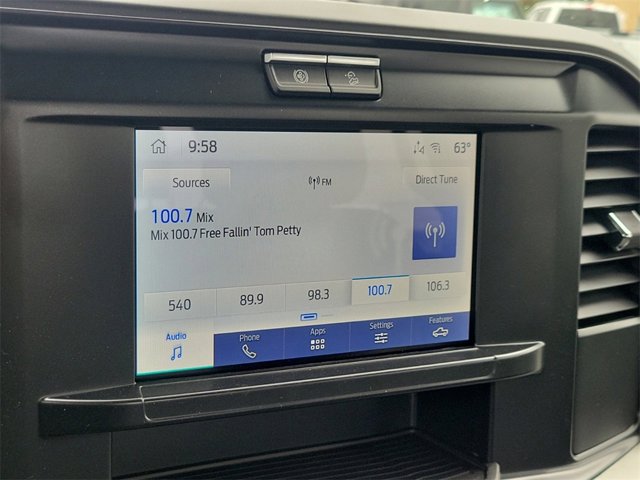 9:58 63°
Sources FM Direct Tune
100.7 Mix
Mix 100.7 Free Fallin' Tom Petty
540 89.9 98.3 100.7 106.3
Audio Phone Apps Settings Features